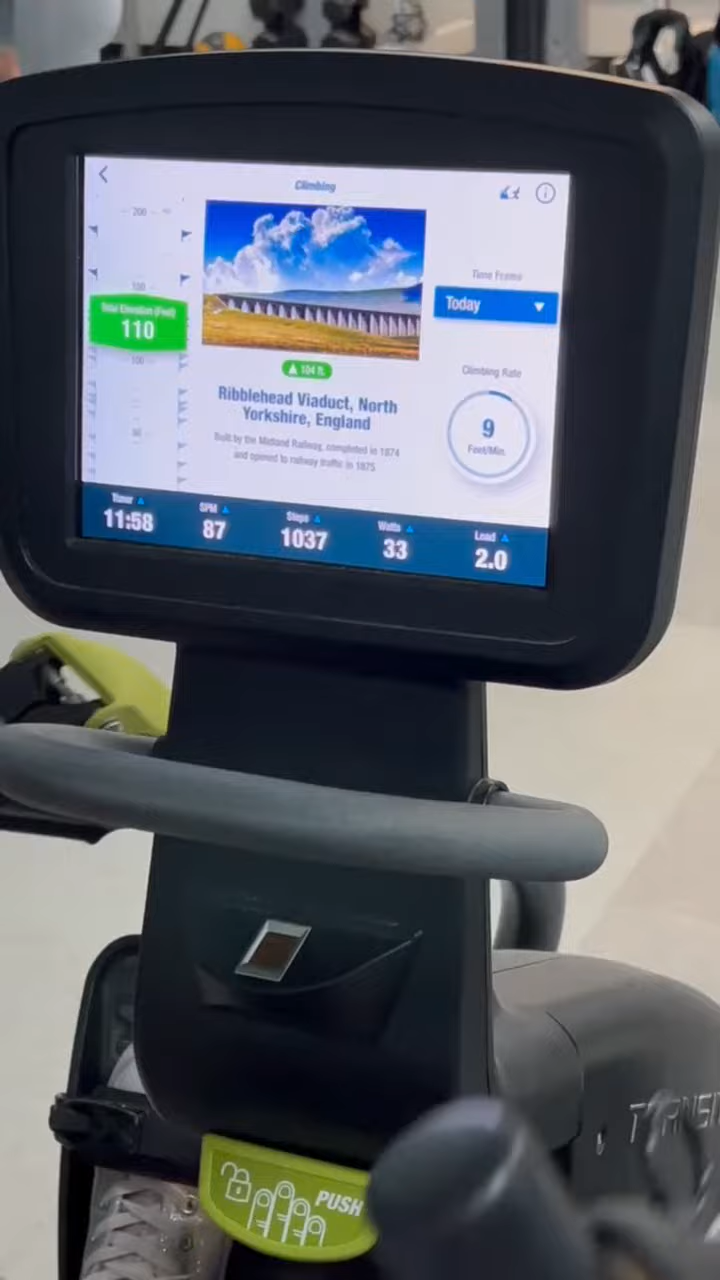 Climbing
200
Total Elevation (Feet)
110
100
Time Frame
Today
104 ft.
Ribblehead Viaduct, North
Yorkshire, England
Built by the Midland Railway, completed in 1874
and opened to railway traffic in 1875
Climbing Rate
9
Feet/Min.
Timer
11:58
SPM
87
Steps
1037
Watts
33
Load
2.0
PUSH